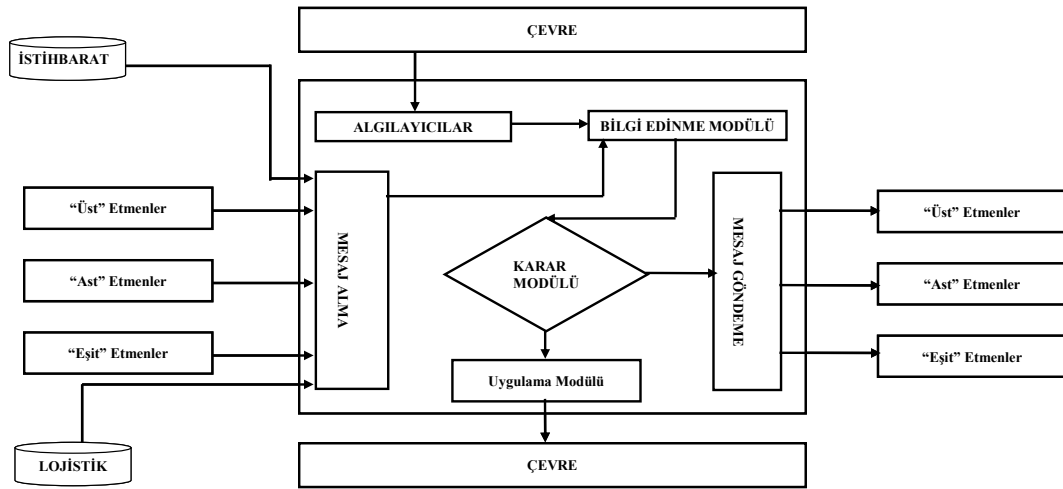 ÇEVRE
İSTİHBARAT
ALGILAYICILAR
BİLGİ EDİNME MODÜLÜ
“Üst” Etmenler
“Ast” Etmenler
“Eşit” Etmenler
MESAJ ALMA
KARAR
MODÜLÜ
MESAJ GÖNDEME
“Üst” Etmenler
“Ast” Etmenler
“Eşit” Etmenler
Uygulama Modülü
LOJİSTİK
ÇEVRE